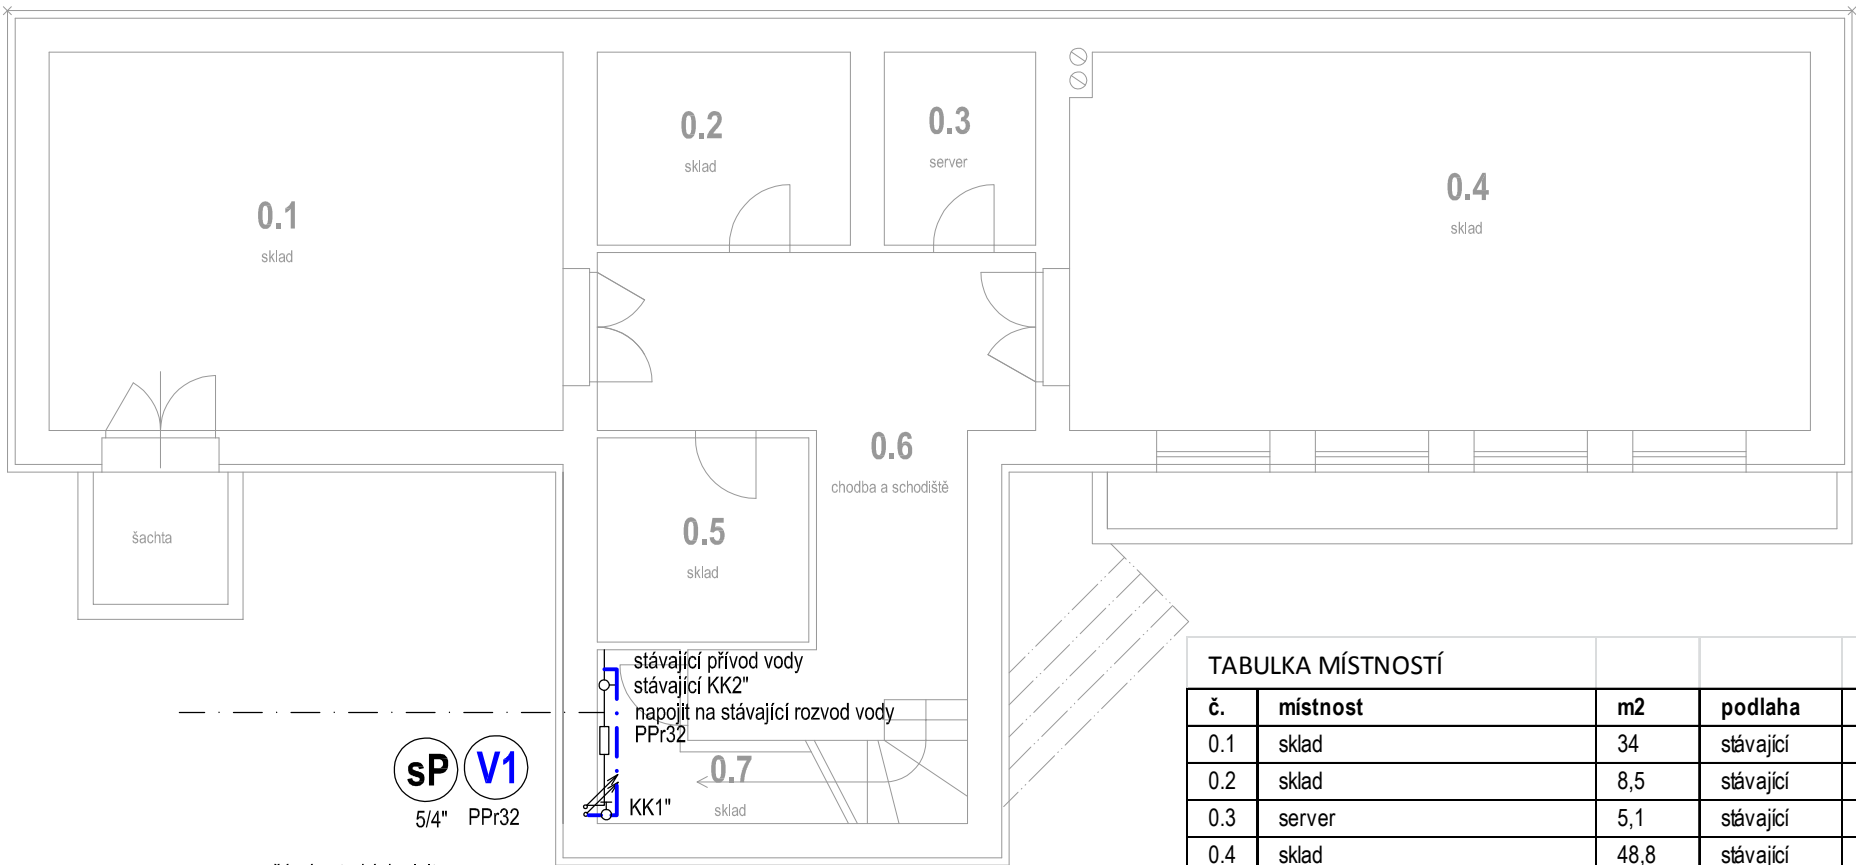 0.1
sklad
0.2
sklad
0.3
server
0.4
sklad
0.6
chodba a schodiště
0.5
sklad
šachta
stávající přívod vody
stávající KK2"
napojit na stávající rozvod vody
PPr32
0.7
sklad
KK1"
sP
V1
5/4"
PPr32
TABULKA MÍSTNOSTÍ
č. místnost m2 podlaha
0.1 sklad 34 stávající
0.2 sklad 8,5 stávající
0.3 server 5,1 stávající
0.4 sklad 48,8 stávající